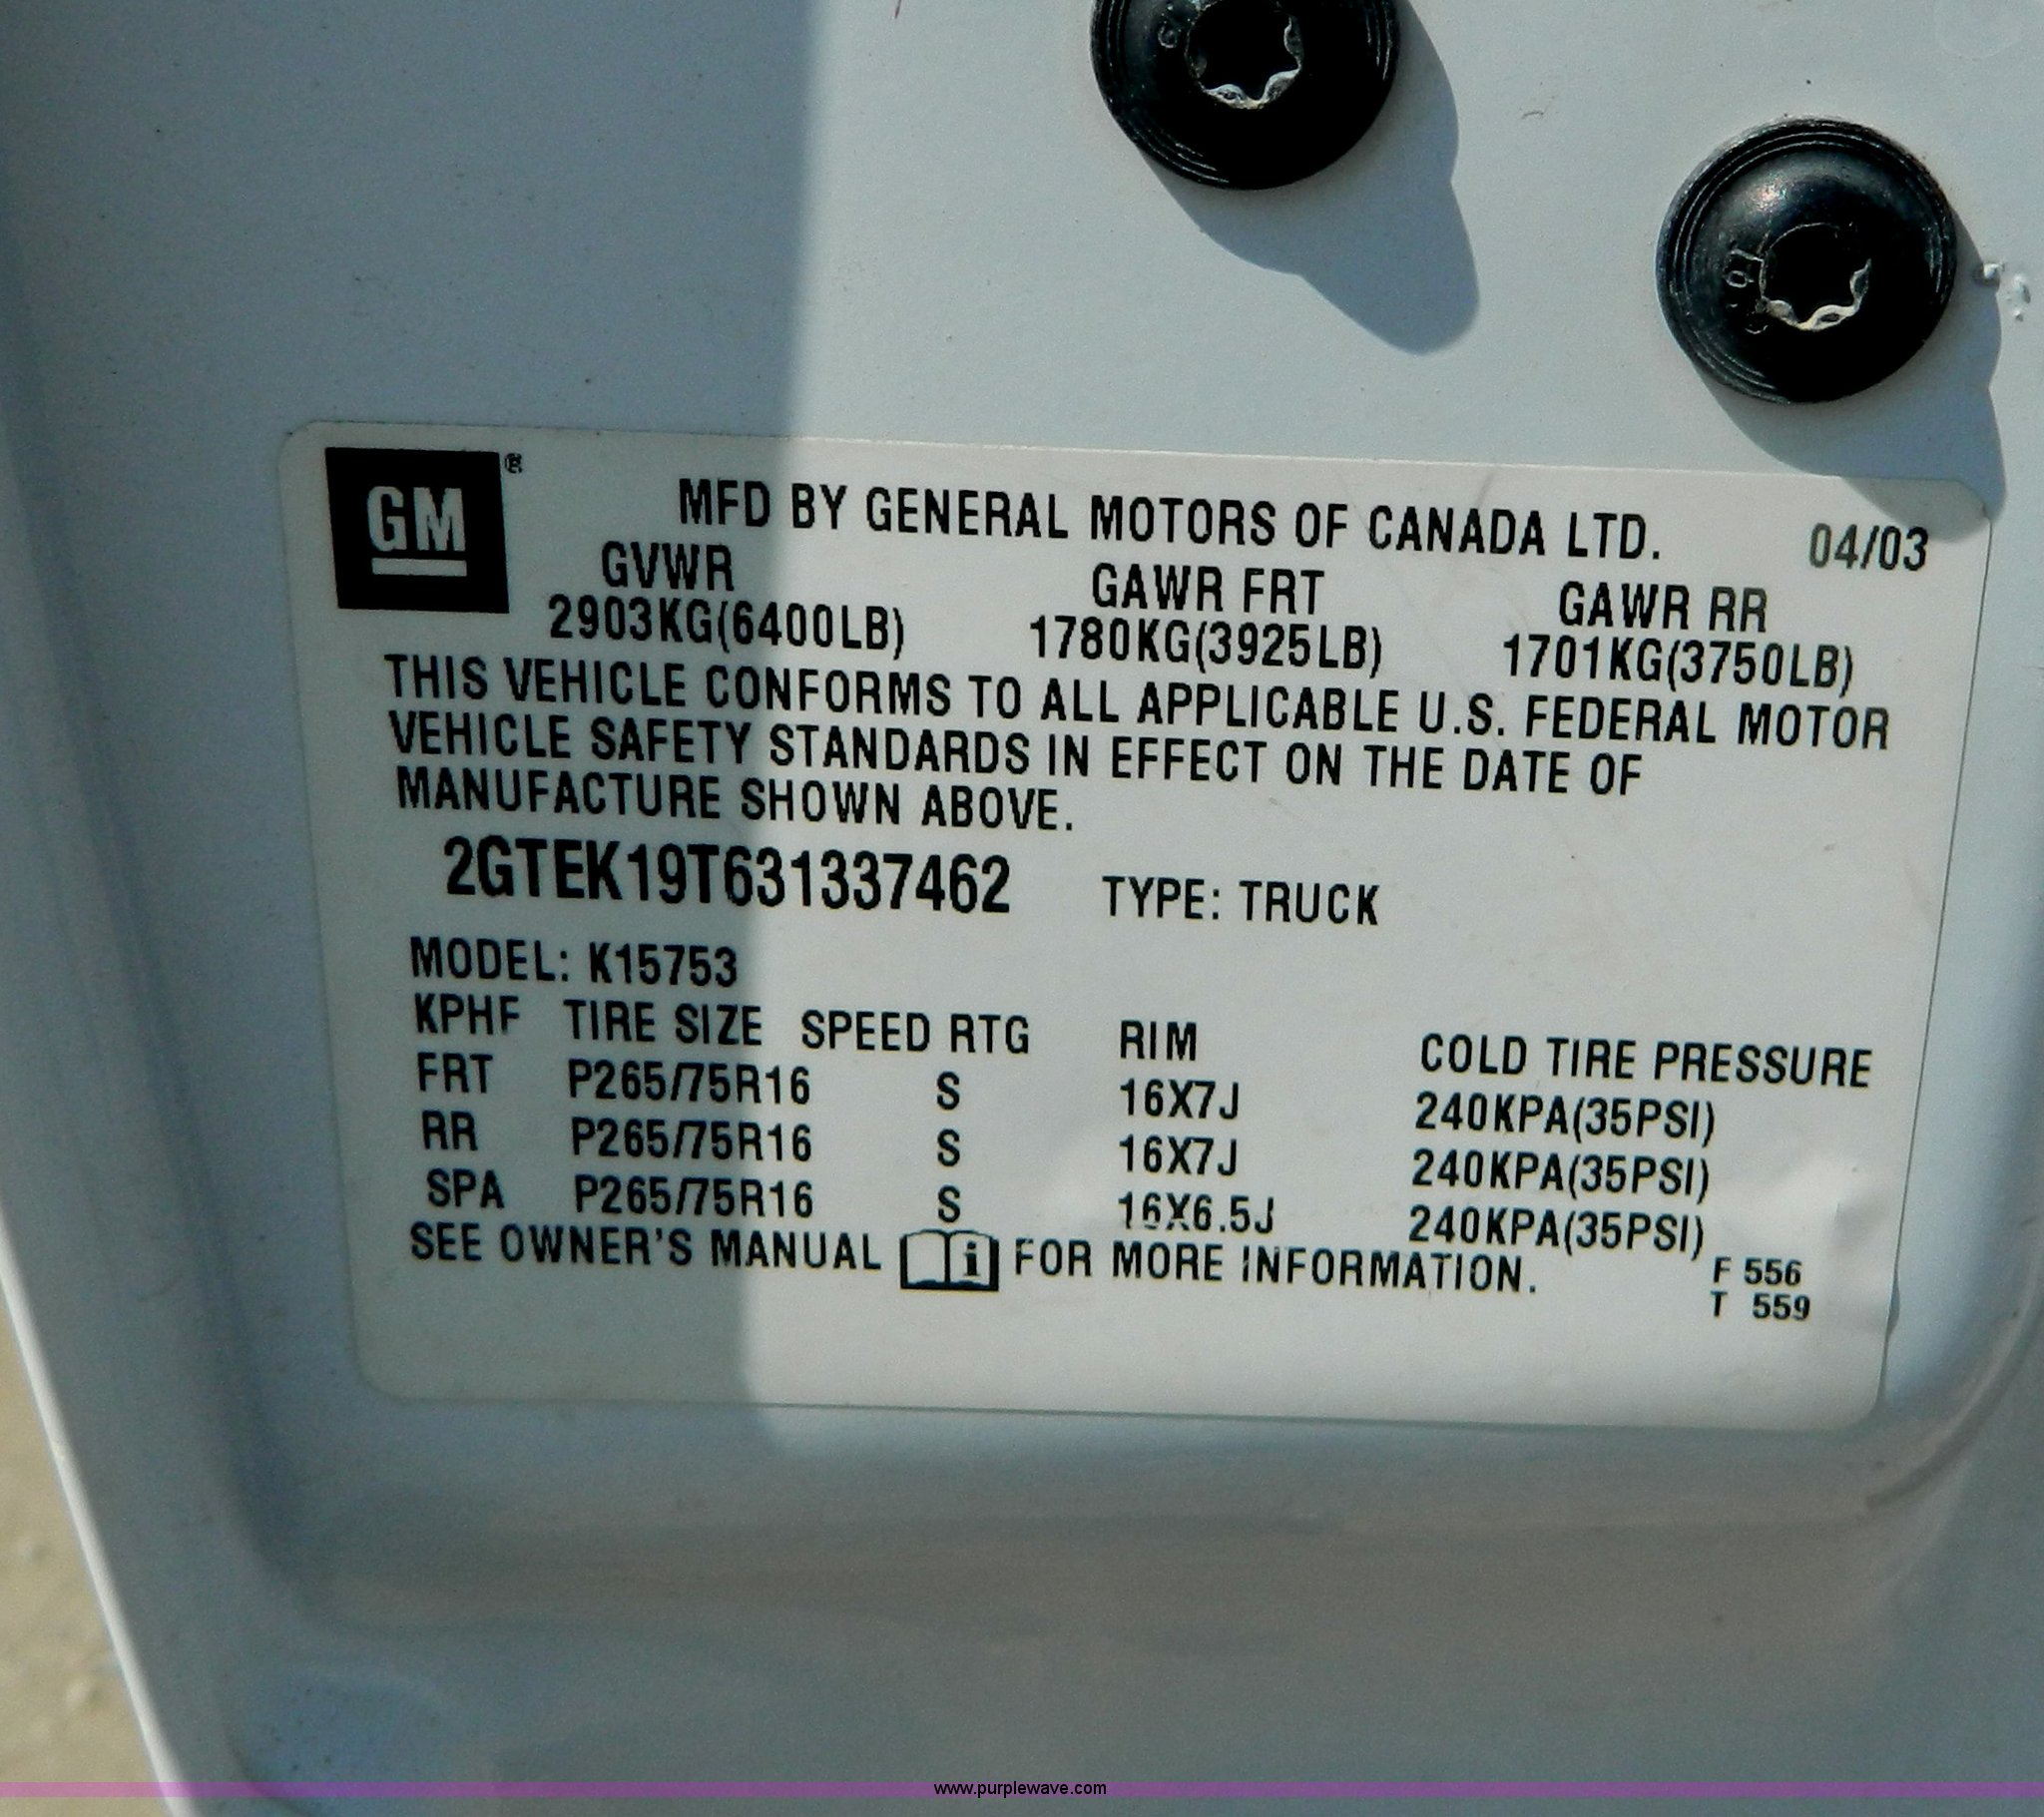 GM®
MFD BY GENERAL MOTORS OF CANADA LTD. 04/03
GVWR GAWR FRT GAWR RR
2903KG(6400LB) 1780KG(3925LB) 1701KG(3750LB)
THIS VEHICLE CONFORMS TO ALL APPLICABLE U.S. FEDERAL MOTOR
VEHICLE SAFETY STANDARDS IN EFFECT ON THE DATE OF
MANUFACTURE SHOWN ABOVE.
2GTEK19T631337462 TYPE: TRUCK
MODEL: K15753
KPHF TIRE SIZE SPEED RTG RIM COLD TIRE PRESSURE
FRT P265/75R16 S 16X7J 240KPA(35PSI)
RR P265/75R16 S 16X7J 240KPA(35PSI)
SPA P265/75R16 S 16X6.5J 240KPA(35PSI)
SEE OWNER'S MANUAL i FOR MORE INFORMATION.
F 556
T 559
www.purplewave.com